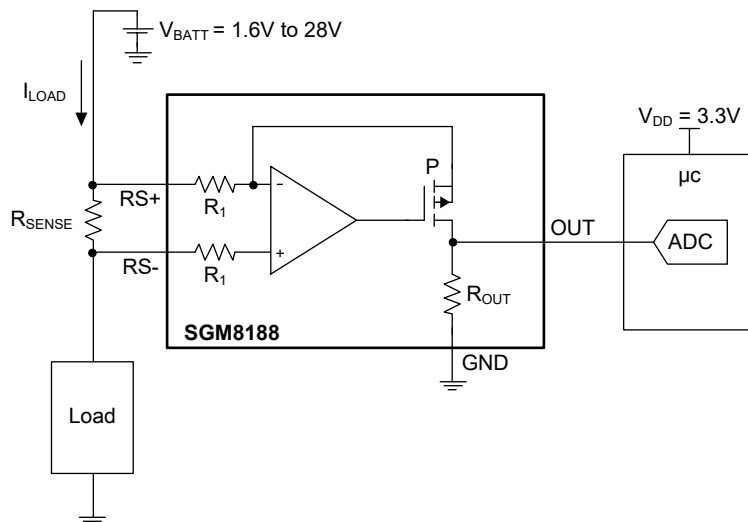 V_BATT = 1.6V to 28V
I_LOAD
V_DD = 3.3V
P
µc
RS+
R_1
-
OUT
ADC
R_SENSE
RS-
R_1
+
R_OUT
SGM8188
GND
Load